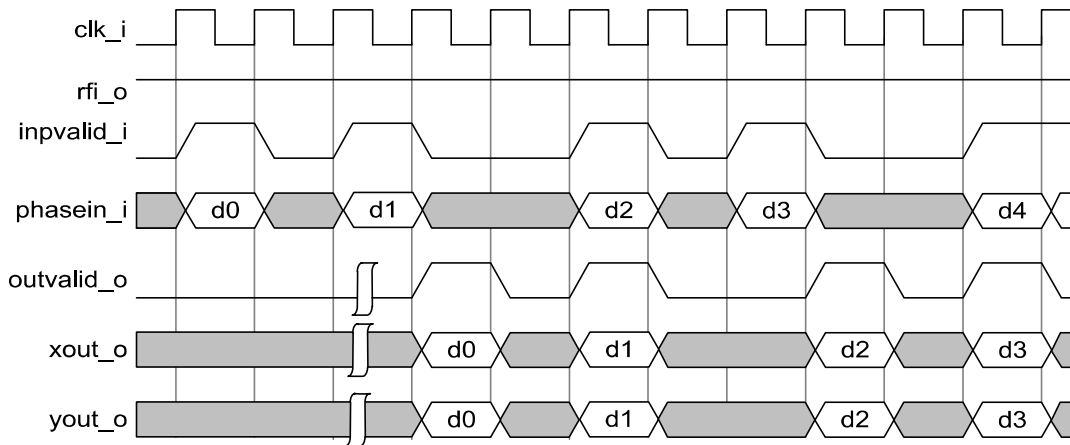 clk_i
rfi_o
inpvalid_i
phasein_i d0 d1 d2 d3 d4
outvalid_o
xout_o d0 d1 d2 d3
yout_o d0 d1 d2 d3